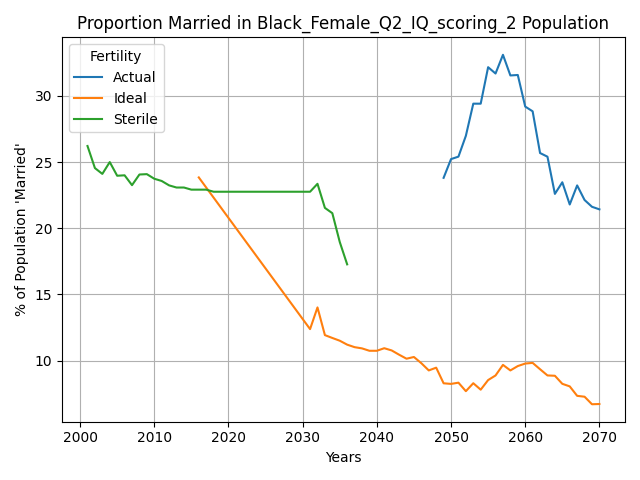 Proportion Married in Black_Female_Q2_IQ_scoring_2 Population
Fertility
Actual
Ideal
Sterile
% of Population 'Married'
30
25
20
15
10
2000 2010 2020 2030 2040 2050 2060 2070
Years